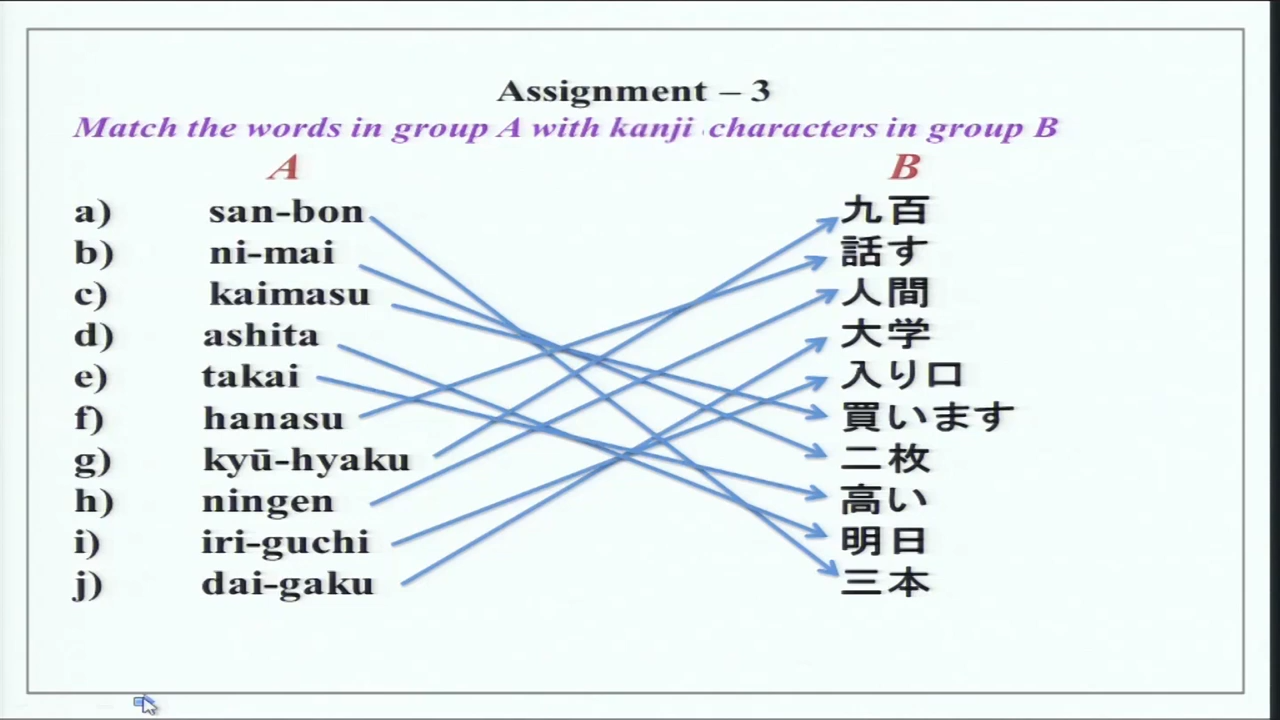 Assignment – 3
Match the words in group A with kanji characters in group B
A B
a) san-bon 九百
b) ni-mai 話す
c) kaimasu 人間
d) ashita 大学
e) takai 入り口
f) hanasu 買います
g) kyū-hyaku 二枚
h) ningen 高い
i) iri-guchi 明日
j) dai-gaku 三本